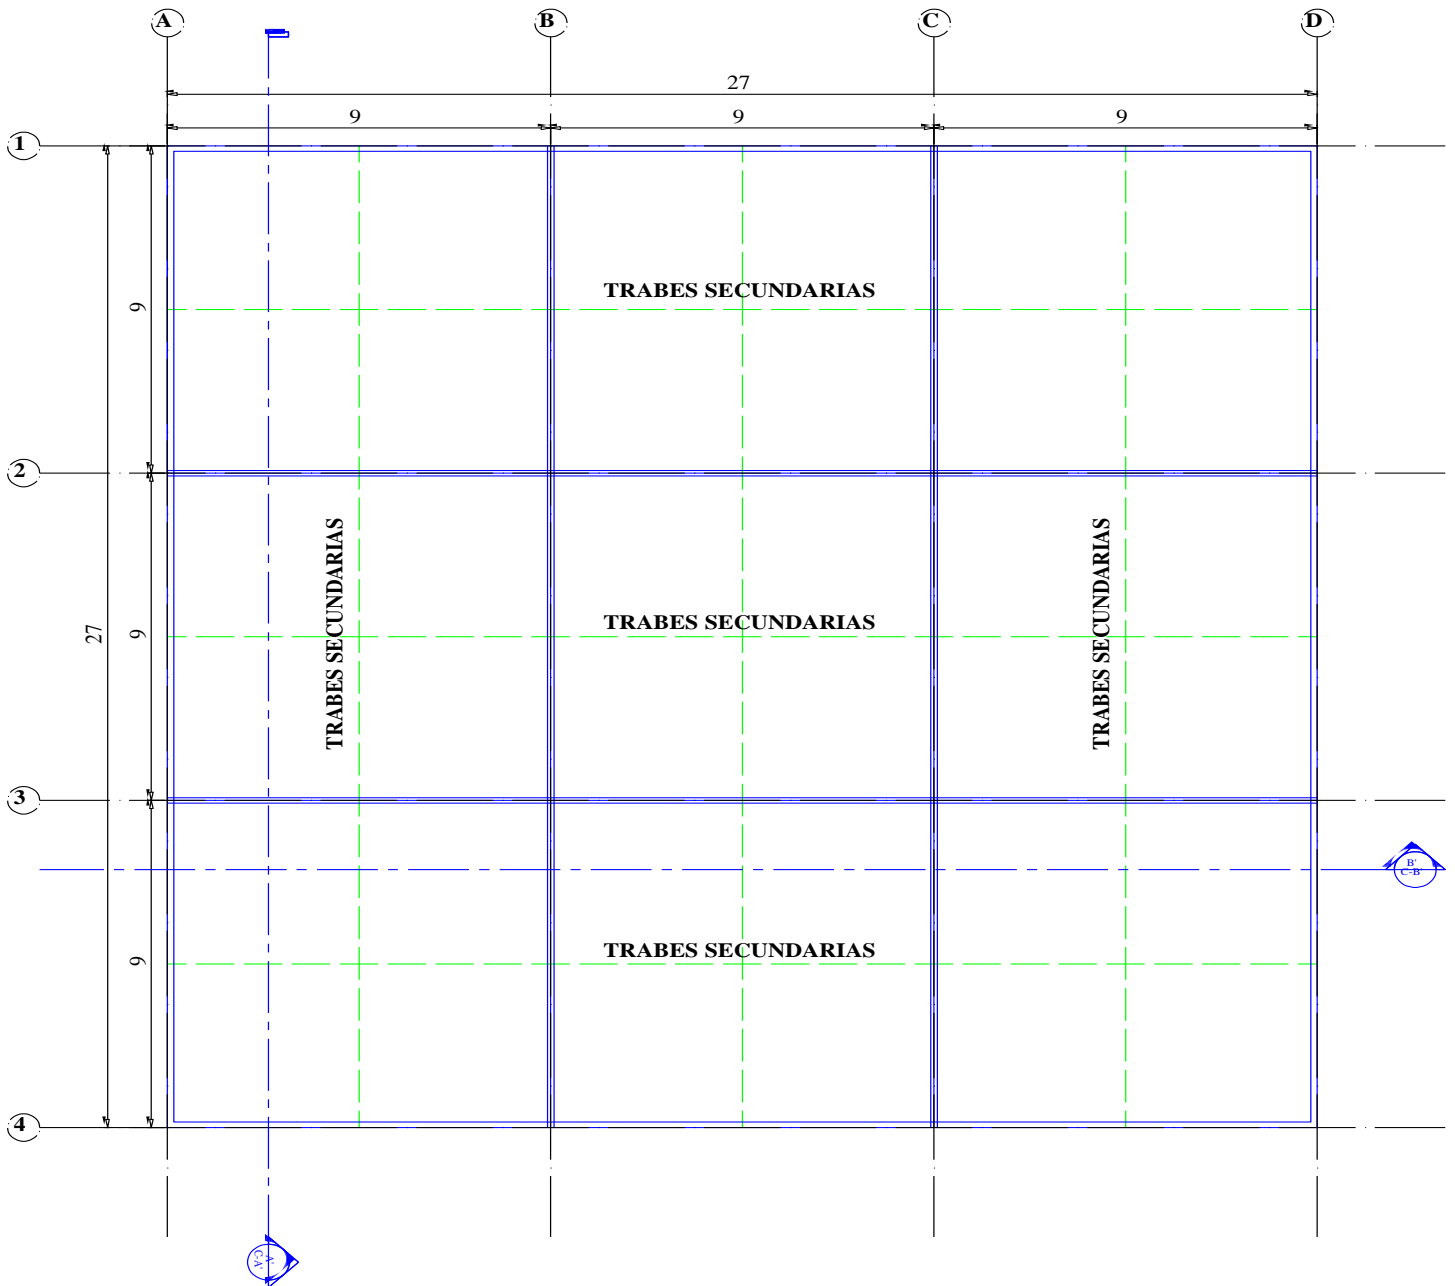 A B C D
27
9 9 9
1
9
TRABES SECUNDARIAS
2
TRABES SECUNDARIAS
TRABES SECUNDARIAS
27
9
TRABES SECUNDARIAS
3
B'
C-B'
9
TRABES SECUNDARIAS
4
A'
C-A'